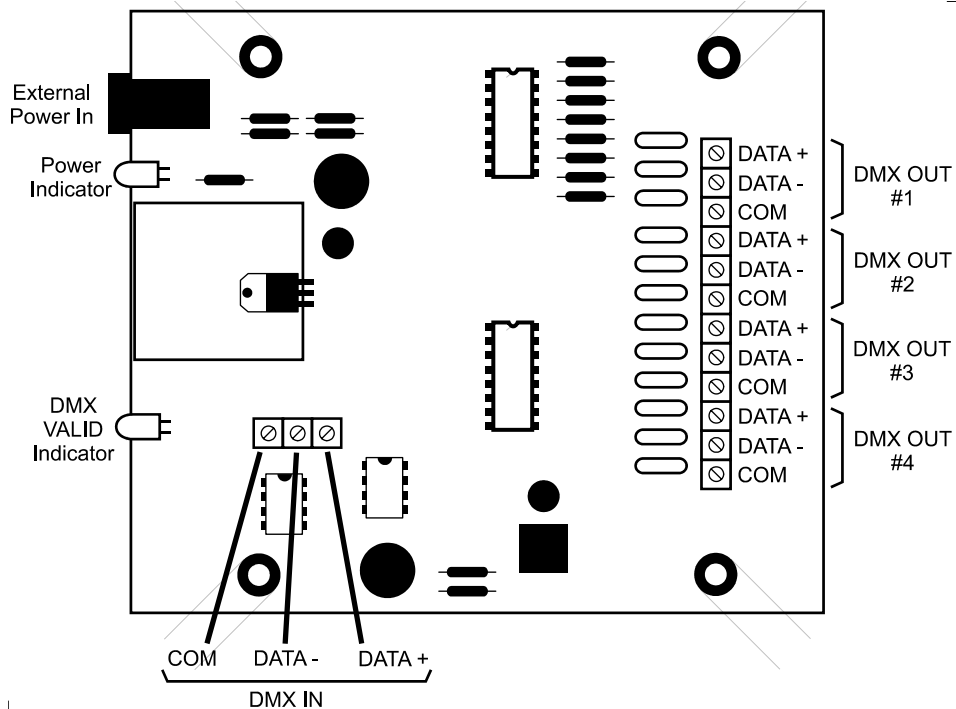 External
Power In
Power
Indicator
DMX
VALID
Indicator
DATA +
DATA -
COM
DMX OUT
#1
DATA +
DATA -
COM
DMX OUT
#2
DATA +
DATA -
COM
DMX OUT
#3
DATA +
DATA -
COM
DMX OUT
#4
COM DATA - DATA +
DMX IN